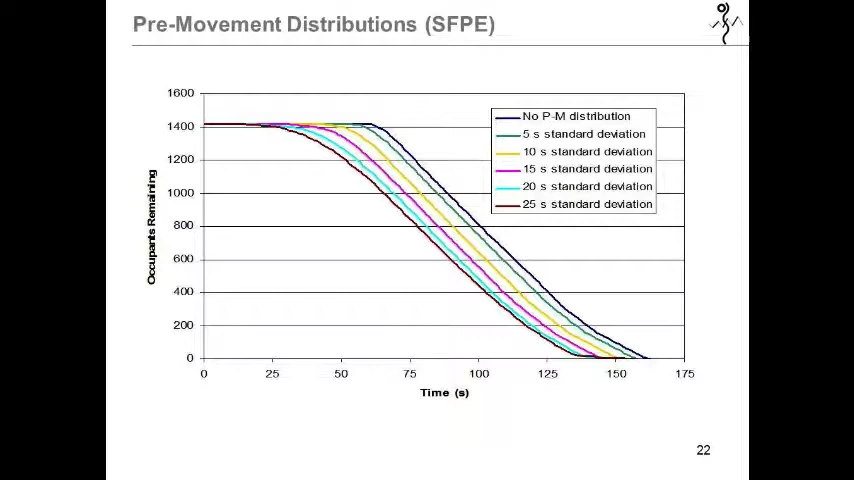 Pre-Movement Distributions (SFPE)
1600
1400
1200
1000
800
600
400
200
0
Occupants Remaining
No P-M distribution
5 s standard deviation
10 s standard deviation
15 s standard deviation
20 s standard deviation
25 s standard deviation
0 25 50 75 100 125 150 175
Time (s)
22